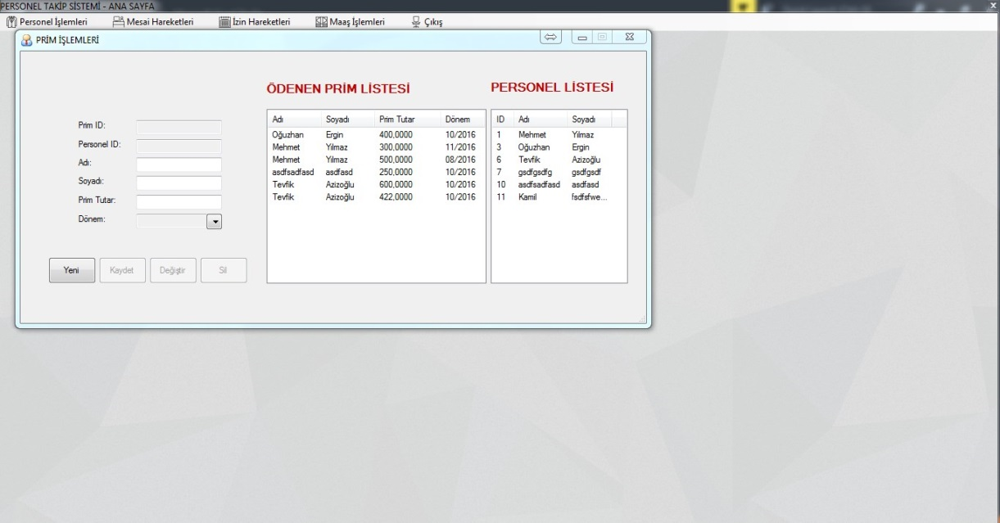 PERSONEL TAKİP SİSTEMİ - ANA SAYFA
Personel İşlemleri Mesai Hareketleri İzin Hareketleri Maaş İşlemleri Çıkış
PRİM İŞLEMLERİ
ÖDENEN PRİM LİSTESİ PERSONEL LİSTESİ
Prim ID:
Personel ID:
Adı:
Soyadı:
Prim Tutar:
Dönem:
Yeni Kaydet Değiştir Sil
Adı Soyadı Prim Tutar Dönem
Oğuzhan Ergin 400,0000 10/2016
Mehmet Yılmaz 300,0000 11/2016
Mehmet Yılmaz 500,0000 08/2016
asdfsadfasd asdfasd 250,0000 10/2016
Tevfik Azizoğlu 600,0000 10/2016
Tevfik Azizoğlu 422,0000 10/2016
ID Adı Soyadı
1 Mehmet Yılmaz
3 Oğuzhan Ergin
6 Tevfik Azizoğlu
7 gsdfgsdfg gsdfgsdf
10 asdfsadfasd asdfasd
11 Kamil fsdfsfwe...